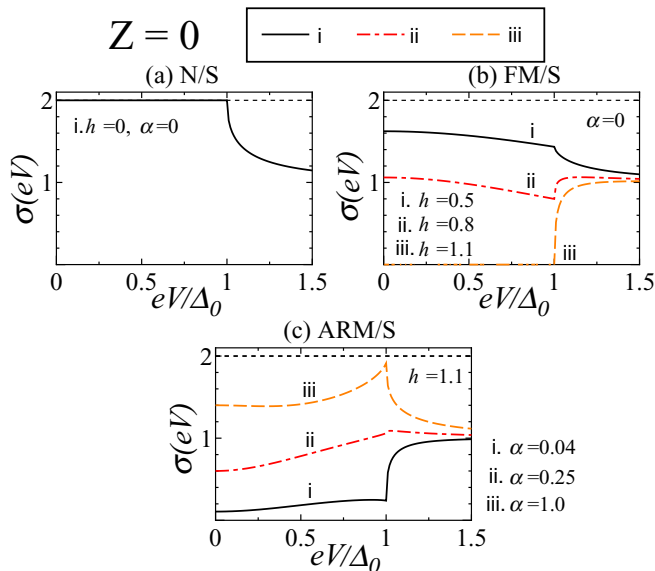 Z = 0
i ii iii
(a) N/S
2
1
σ(eV)
i. h=0, α=0
0 0.5 1 1.5
eV/Δ0
(b) FM/S
2
1
σ(eV)
α=0
i
ii
i. h=0.5
ii. h=0.8
iii. h=1.1
iii
0 0.5 1 1.5
eV/Δ0
(c) ARM/S
2
1
σ(eV)
h=1.1
iii
ii
i
i. α=0.04
ii. α=0.25
iii. α=1.0
0 0.5 1 1.5
eV/Δ0